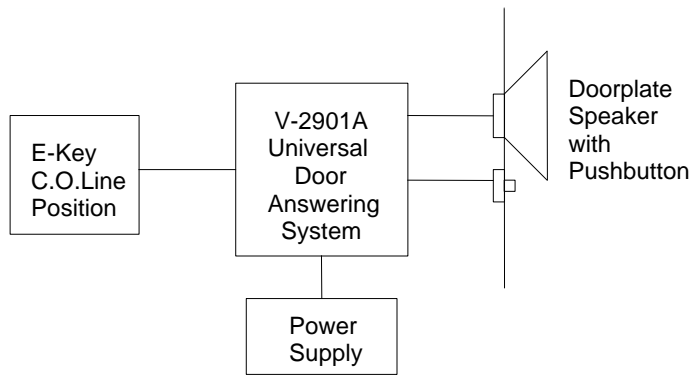 E-Key
C.O.Line
Position
V-2901A
Universal
Door
Answering
System
Power
Supply
Doorplate
Speaker
with
Pushbutton